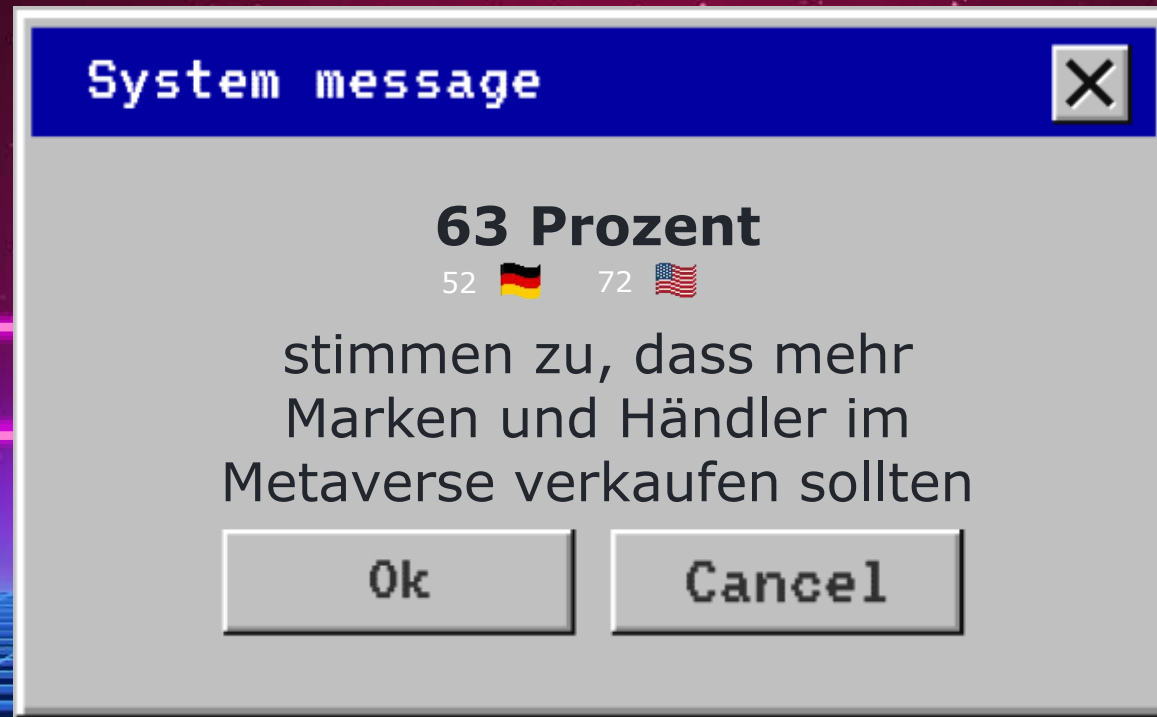 System message
63 Prozent
52 🇩🇪 72 🇺🇸
stimmen zu, dass mehr
Marken und Händler im
Metaverse verkaufen sollten
Ok Cancel